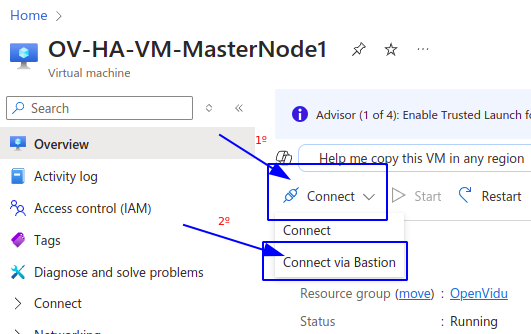 Home >
OV-HA-VM-MasterNode1
Virtual machine
Search
Advisor (1 of 4): Enable Trusted Launch fo
Overview
1º
Help me copy this VM in any region
Activity log
Connect
Start
Restart
Access control (IAM)
2º
Connect
Tags
Connect via Bastion
Diagnose and solve problems
Resource group (move) : OpenVidu
Connect
Status : Running
Networking